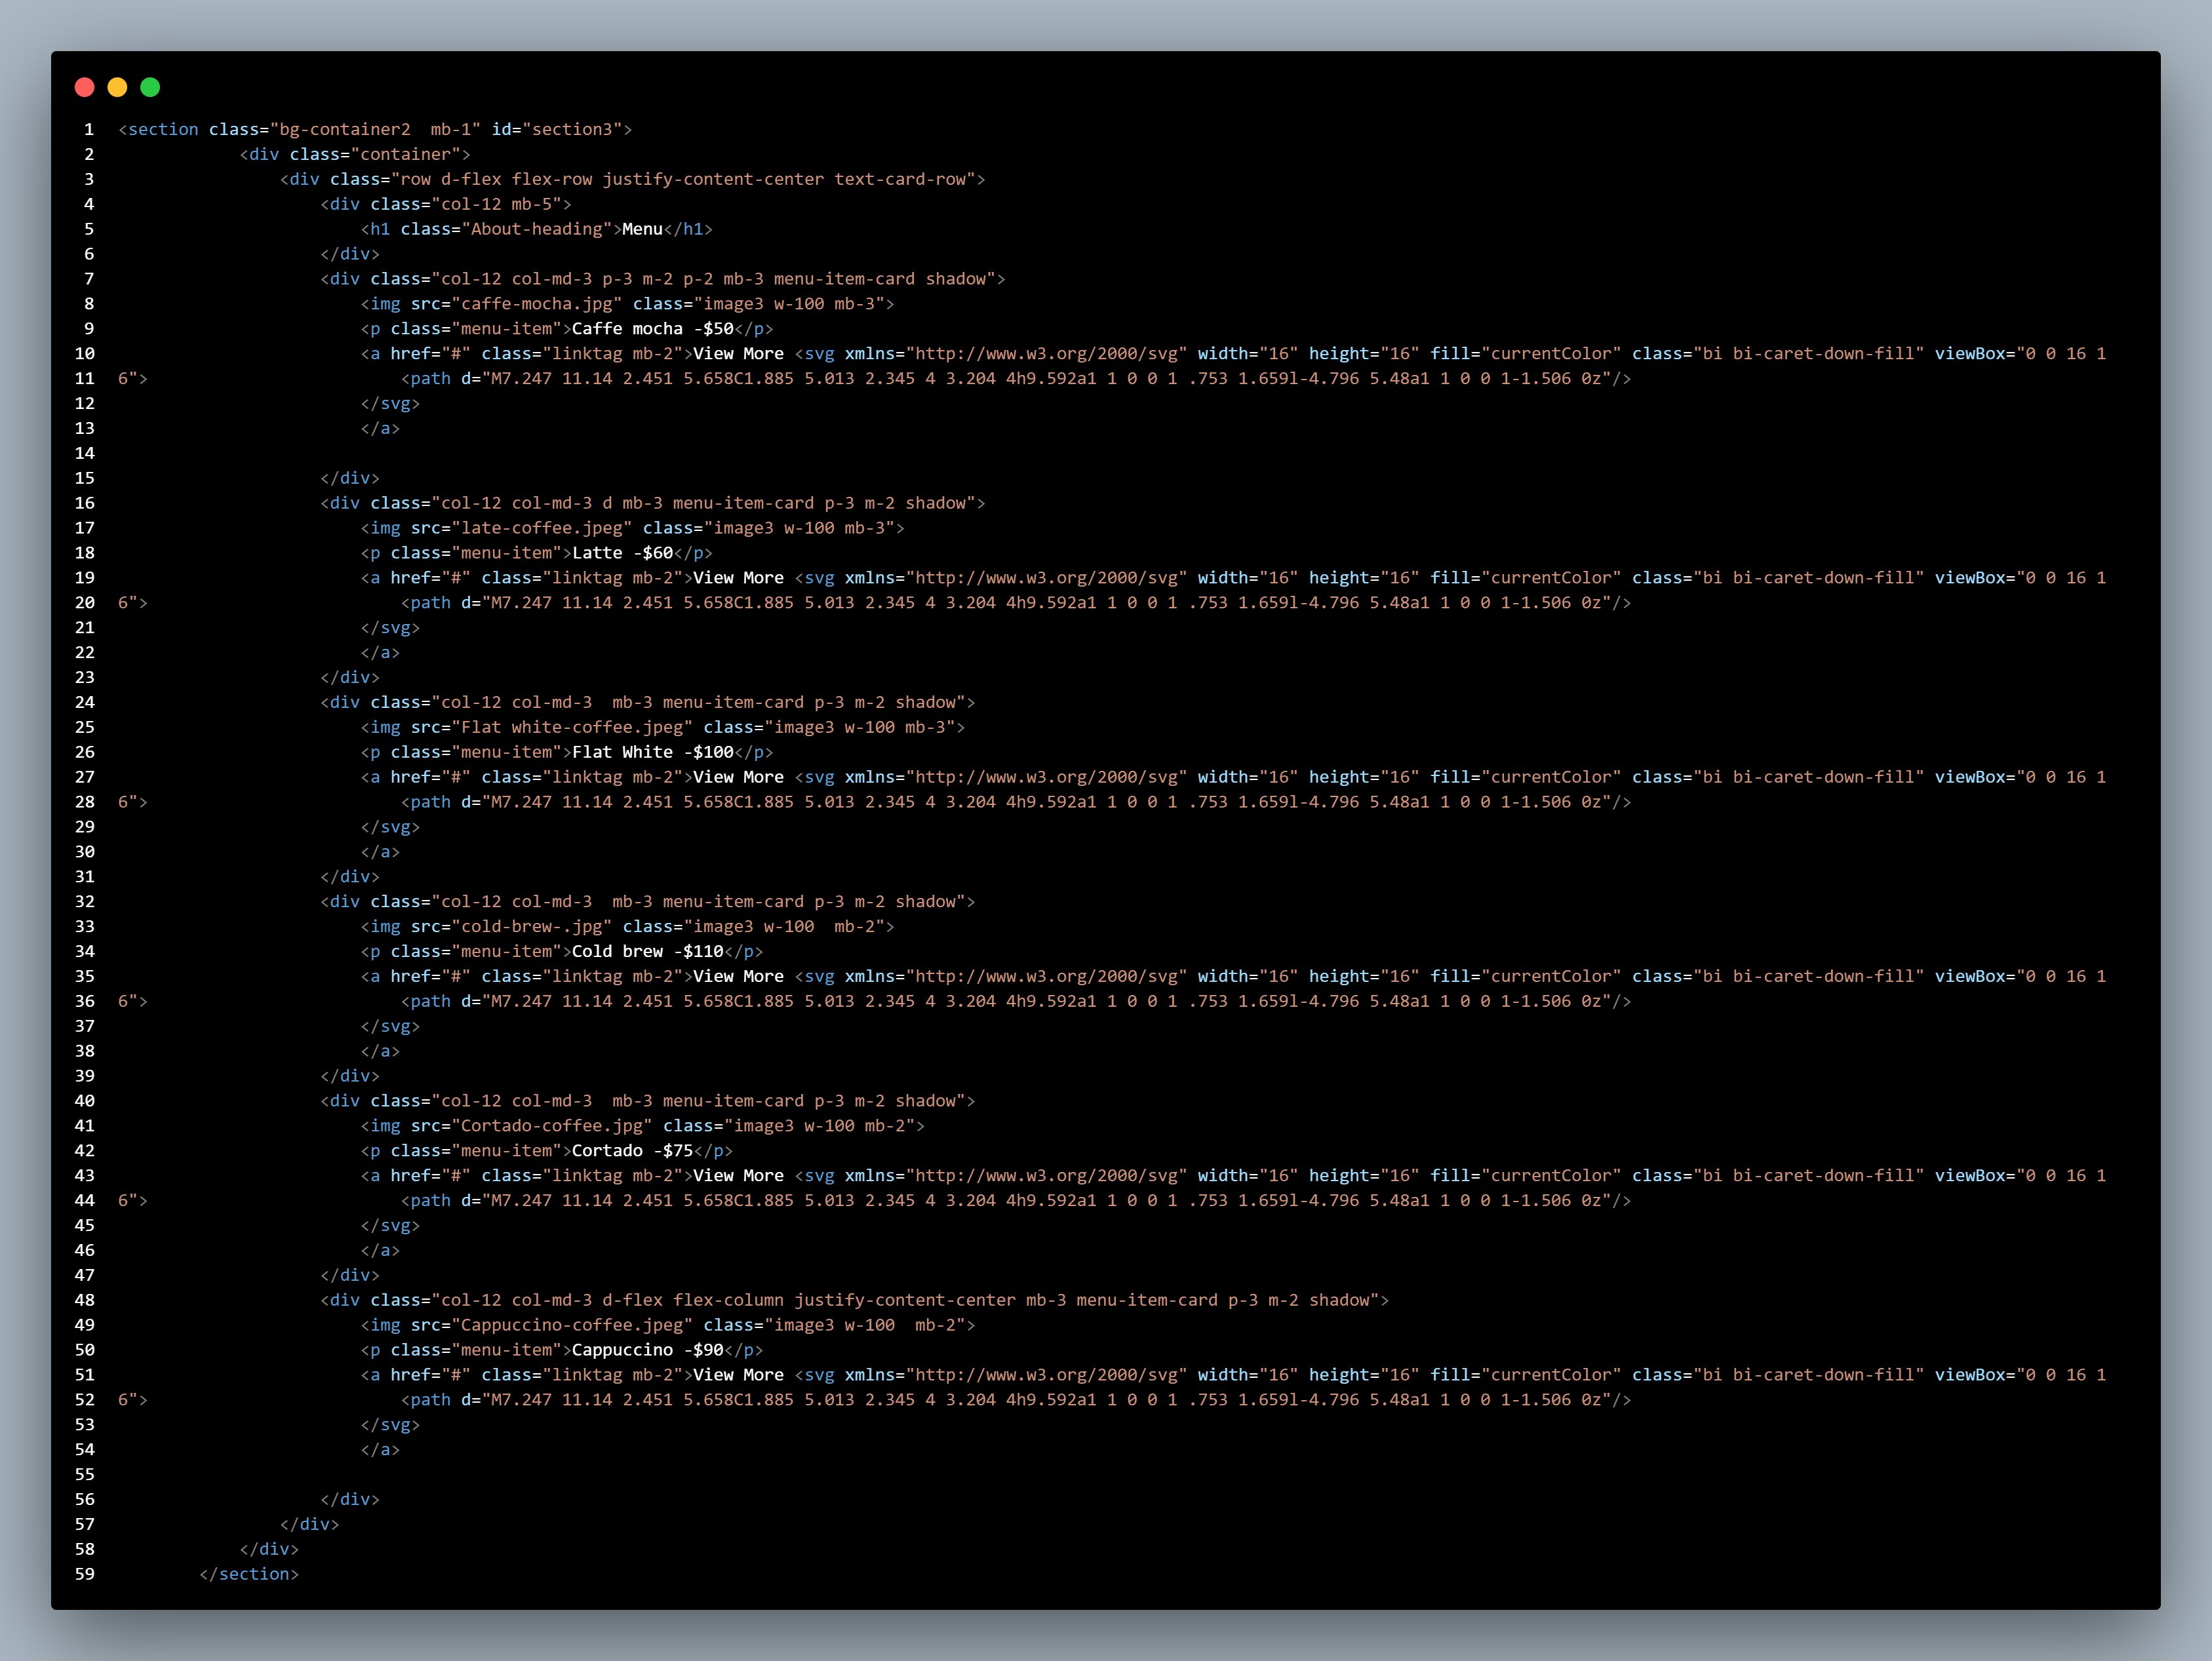 1 <section class="bg-container2  mb-1" id="section3">
2             <div class="container">
3                 <div class="row d-flex flex-row justify-content-center text-card-row">
4                     <div class="col-12 mb-5">
5                         <h1 class="About-heading">Menu</h1>
6                     </div>
7                     <div class="col-12 col-md-3 p-3 m-2 p-2 mb-3 menu-item-card shadow">
8                         <img src="caffe-mocha.jpg" class="image3 w-100 mb-3">
9                         <p class="menu-item">Caffe mocha -$50</p>
10                         <a href="#" class="linktag mb-2">View More <svg xmlns="http://www.w3.org/2000/svg" width="16" height="16" fill="currentColor" class="bi bi-caret-down-fill" viewBox="0 0 16 1
11 6">                         <path d="M7.247 11.14 2.451 5.658C1.885 5.013 2.345 4 3.204 4h9.592a1 1 0 0 1 .753 1.659l-4.796 5.48a1 1 0 0 1-1.506 0z"/>
12                         </svg>
13                         </a>
14
15                     </div>
16                     <div class="col-12 col-md-3 d mb-3 menu-item-card p-3 m-2 shadow">
17                         <img src="late-coffee.jpeg" class="image3 w-100 mb-3">
18                         <p class="menu-item">Latte -$60</p>
19                         <a href="#" class="linktag mb-2">View More <svg xmlns="http://www.w3.org/2000/svg" width="16" height="16" fill="currentColor" class="bi bi-caret-down-fill" viewBox="0 0 16 1
20 6">                         <path d="M7.247 11.14 2.451 5.658C1.885 5.013 2.345 4 3.204 4h9.592a1 1 0 0 1 .753 1.659l-4.796 5.48a1 1 0 0 1-1.506 0z"/>
21                         </svg>
22                         </a>
23                     </div>
24                     <div class="col-12 col-md-3  mb-3 menu-item-card p-3 m-2 shadow">
25                         <img src="Flat white-coffee.jpeg" class="image3 w-100 mb-3">
26                         <p class="menu-item">Flat White -$100</p>
27                         <a href="#" class="linktag mb-2">View More <svg xmlns="http://www.w3.org/2000/svg" width="16" height="16" fill="currentColor" class="bi bi-caret-down-fill" viewBox="0 0 16 1
28 6">                         <path d="M7.247 11.14 2.451 5.658C1.885 5.013 2.345 4 3.204 4h9.592a1 1 0 0 1 .753 1.659l-4.796 5.48a1 1 0 0 1-1.506 0z"/>
29                         </svg>
30                         </a>
31                     </div>
32                     <div class="col-12 col-md-3  mb-3 menu-item-card p-3 m-2 shadow">
33                         <img src="cold-brew-.jpg" class="image3 w-100  mb-2">
34                         <p class="menu-item">Cold brew -$110</p>
35                         <a href="#" class="linktag mb-2">View More <svg xmlns="http://www.w3.org/2000/svg" width="16" height="16" fill="currentColor" class="bi bi-caret-down-fill" viewBox="0 0 16 1
36 6">                         <path d="M7.247 11.14 2.451 5.658C1.885 5.013 2.345 4 3.204 4h9.592a1 1 0 0 1 .753 1.659l-4.796 5.48a1 1 0 0 1-1.506 0z"/>
37                         </svg>
38                         </a>
39                     </div>
40                     <div class="col-12 col-md-3  mb-3 menu-item-card p-3 m-2 shadow">
41                         <img src="Cortado-coffee.jpg" class="image3 w-100 mb-2">
42                         <p class="menu-item">Cortado -$75</p>
43                         <a href="#" class="linktag mb-2">View More <svg xmlns="http://www.w3.org/2000/svg" width="16" height="16" fill="currentColor" class="bi bi-caret-down-fill" viewBox="0 0 16 1
44 6">                         <path d="M7.247 11.14 2.451 5.658C1.885 5.013 2.345 4 3.204 4h9.592a1 1 0 0 1 .753 1.659l-4.796 5.48a1 1 0 0 1-1.506 0z"/>
45                         </svg>
46                         </a>
47                     </div>
48                     <div class="col-12 col-md-3 d-flex flex-column justify-content-center mb-3 menu-item-card p-3 m-2 shadow">
49                         <img src="Cappuccino-coffee.jpeg" class="image3 w-100  mb-2">
50                         <p class="menu-item">Cappuccino -$90</p>
51                         <a href="#" class="linktag mb-2">View More <svg xmlns="http://www.w3.org/2000/svg" width="16" height="16" fill="currentColor" class="bi bi-caret-down-fill" viewBox="0 0 16 1
52 6">                         <path d="M7.247 11.14 2.451 5.658C1.885 5.013 2.345 4 3.204 4h9.592a1 1 0 0 1 .753 1.659l-4.796 5.48a1 1 0 0 1-1.506 0z"/>
53                         </svg>
54                         </a>
55
56                     </div>
57                 </div>
58             </div>
59         </section>